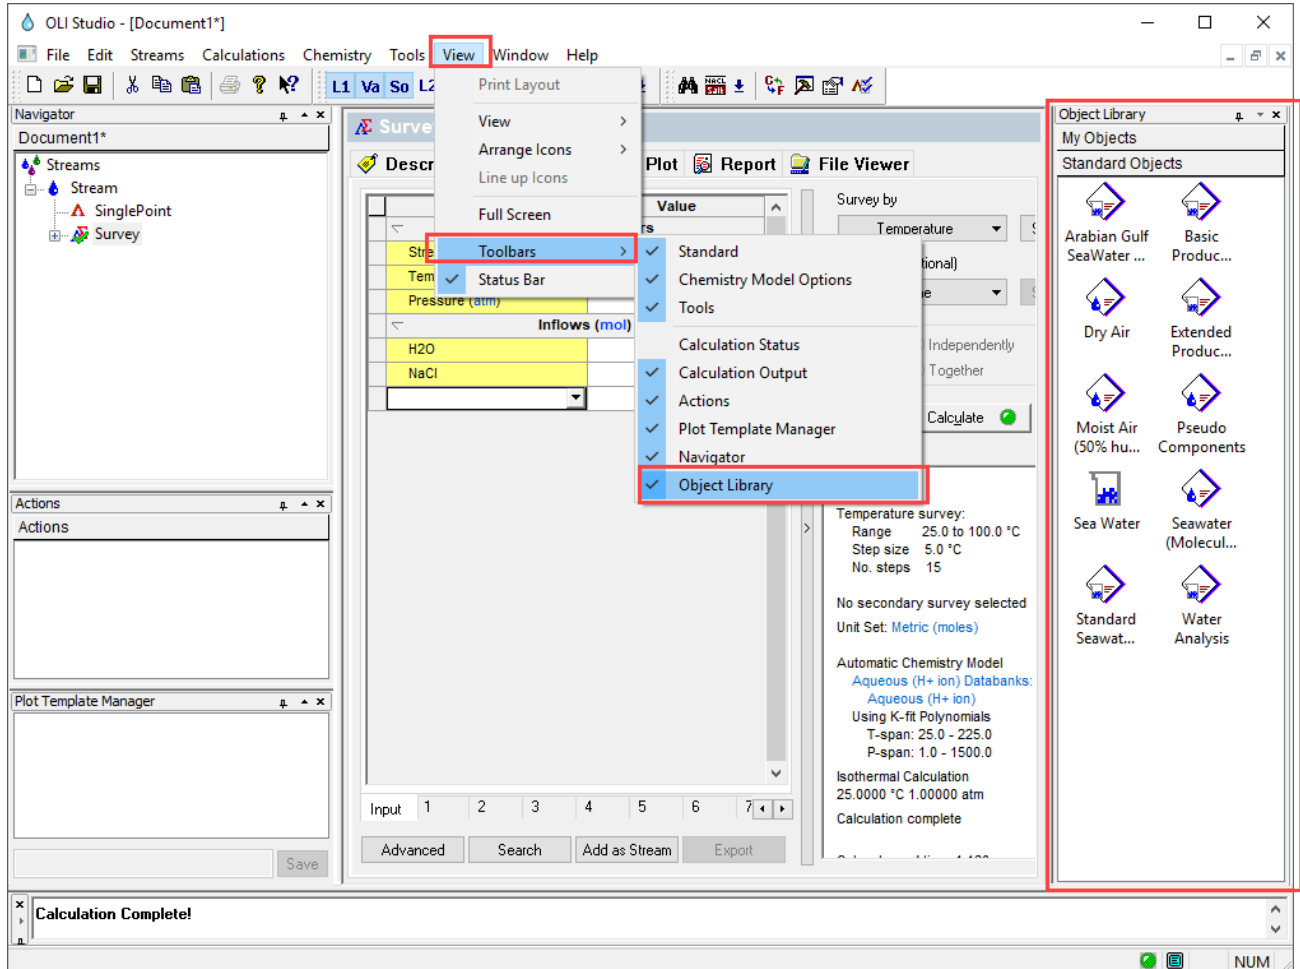 OLI Studio - [Document1*]
File Edit Streams Calculations Chemistry Tools View Window Help
L1 Va So L2
Navigator
Document1*
Streams
Stream
SinglePoint
Survey
Actions
Actions
Plot Template Manager
Save
Surve
Descr
Plot
Report
File Viewer
Value
rs
Stre
Tem
Pressure (atm)
Inflows (mol)
H2O
NaCl
Input 1 2 3 4 5 6 7
Advanced Search Add as Stream Export
Print Layout
View
Arrange Icons
Line up Icons
Full Screen
Toolbars
Status Bar
Standard
Chemistry Model Options
Tools
Calculation Status
Calculation Output
Actions
Plot Template Manager
Navigator
Object Library
Survey by
Temperature
tional)
e
Independently
Together
Calculate
Temperature survey:
Range 25.0 to 100.0 °C
Step size 5.0 °C
No. steps 15
No secondary survey selected
Unit Set: Metric (moles)
Automatic Chemistry Model
Aqueous (H+ ion) Databanks:
Aqueous (H+ ion)
Using K-fit Polynomials
T-span: 25.0 - 225.0
P-span: 1.0 - 1500.0
Isothermal Calculation
25.0000 °C 1.00000 atm
Calculation complete
Object Library
My Objects
Standard Objects
Arabian Gulf
SeaWater ...
Basic
Produc...
Dry Air
Extended
Produc...
Moist Air
(50% hu...
Pseudo
Components
Sea Water
Seawater
(Molecul...
Standard
Seawat...
Water
Analysis
Calculation Complete!
NUM